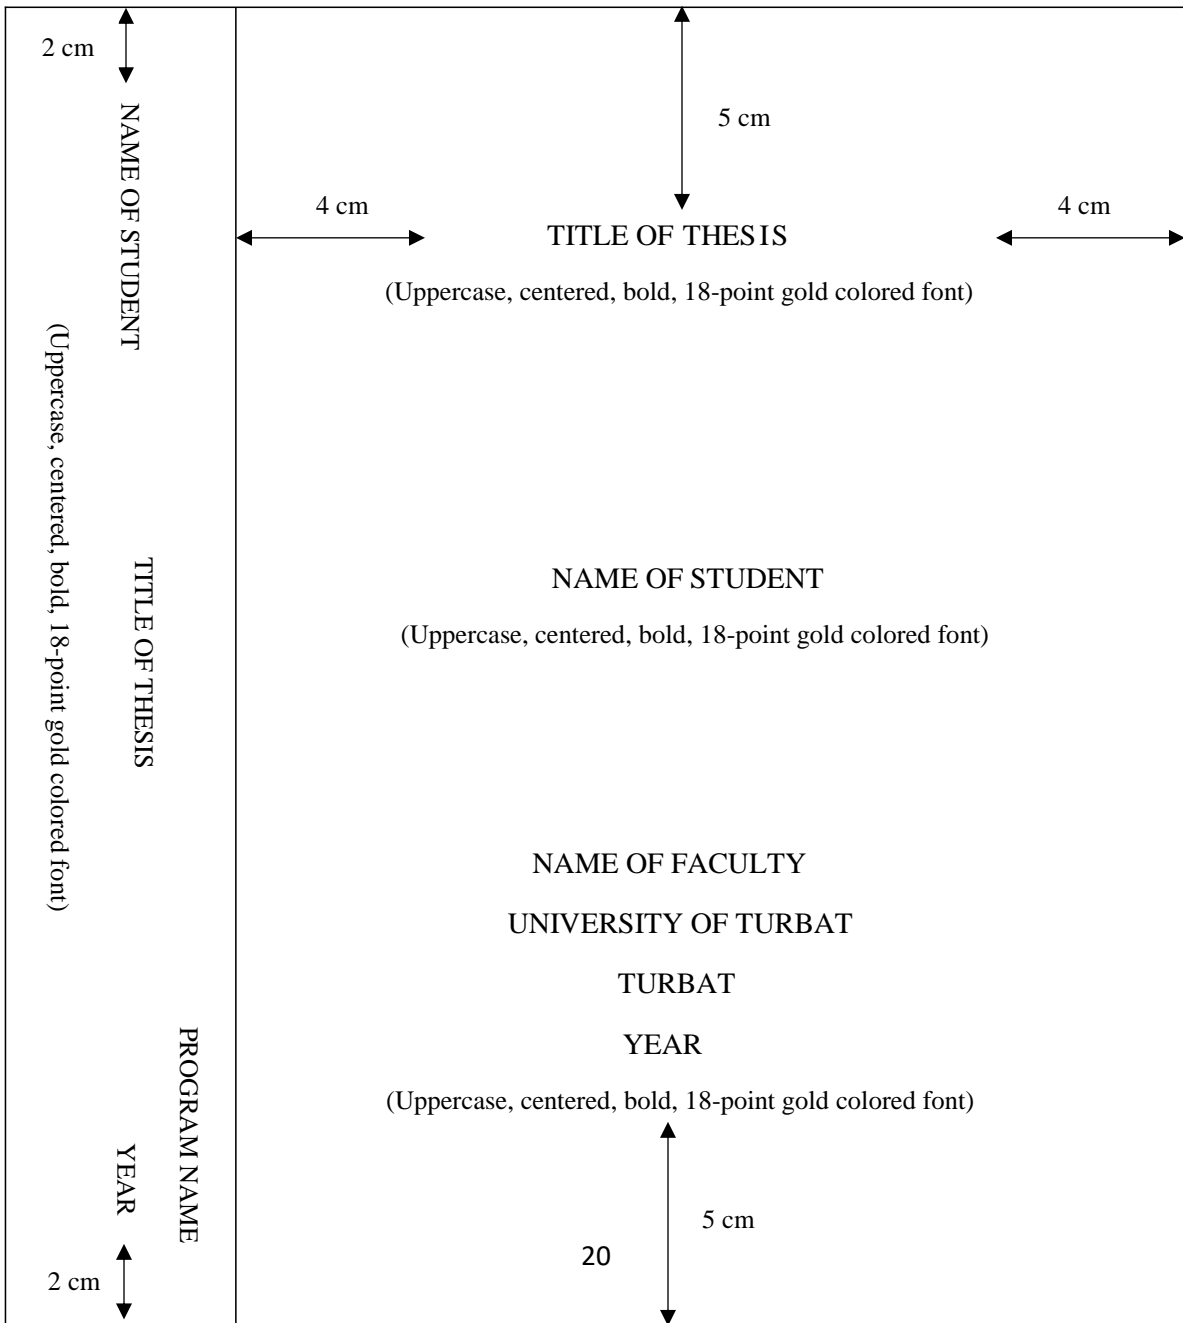 2 cm
NAME OF STUDENT
(Uppercase, centered, bold, 18-point gold colored font)
TITLE OF THESIS
PROGRAM NAME
YEAR
2 cm
5 cm
4 cm
4 cm
TITLE OF THESIS
(Uppercase, centered, bold, 18-point gold colored font)
NAME OF STUDENT
(Uppercase, centered, bold, 18-point gold colored font)
NAME OF FACULTY
UNIVERSITY OF TURBAT
TURBAT
YEAR
(Uppercase, centered, bold, 18-point gold colored font)
5 cm
20